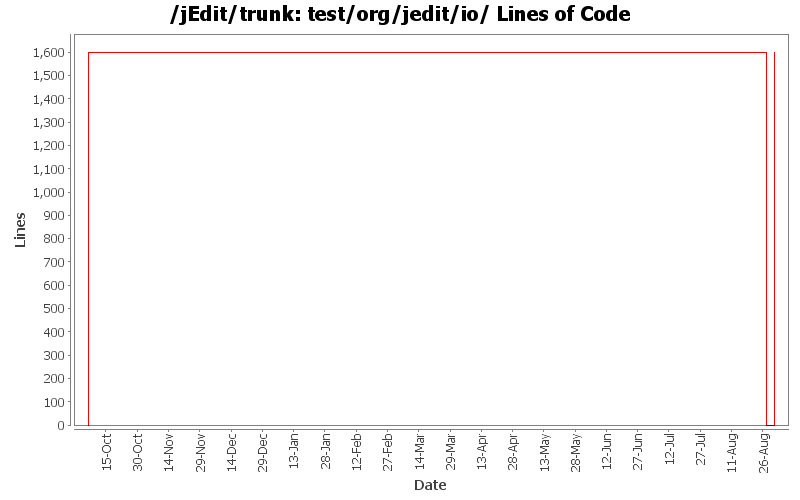 /jEdit/trunk: test/org/jedit/io/ Lines of Code
1,600
1,500
1,400
1,300
1,200
1,100
1,000
900
800
700
600
500
400
300
200
100
0
Lines
15-Oct
30-Oct
14-Nov
29-Nov
14-Dec
29-Dec
13-Jan
28-Jan
12-Feb
27-Feb
14-Mar
29-Mar
13-Apr
28-Apr
13-May
28-May
12-Jun
27-Jun
12-Jul
27-Jul
11-Aug
26-Aug
Date